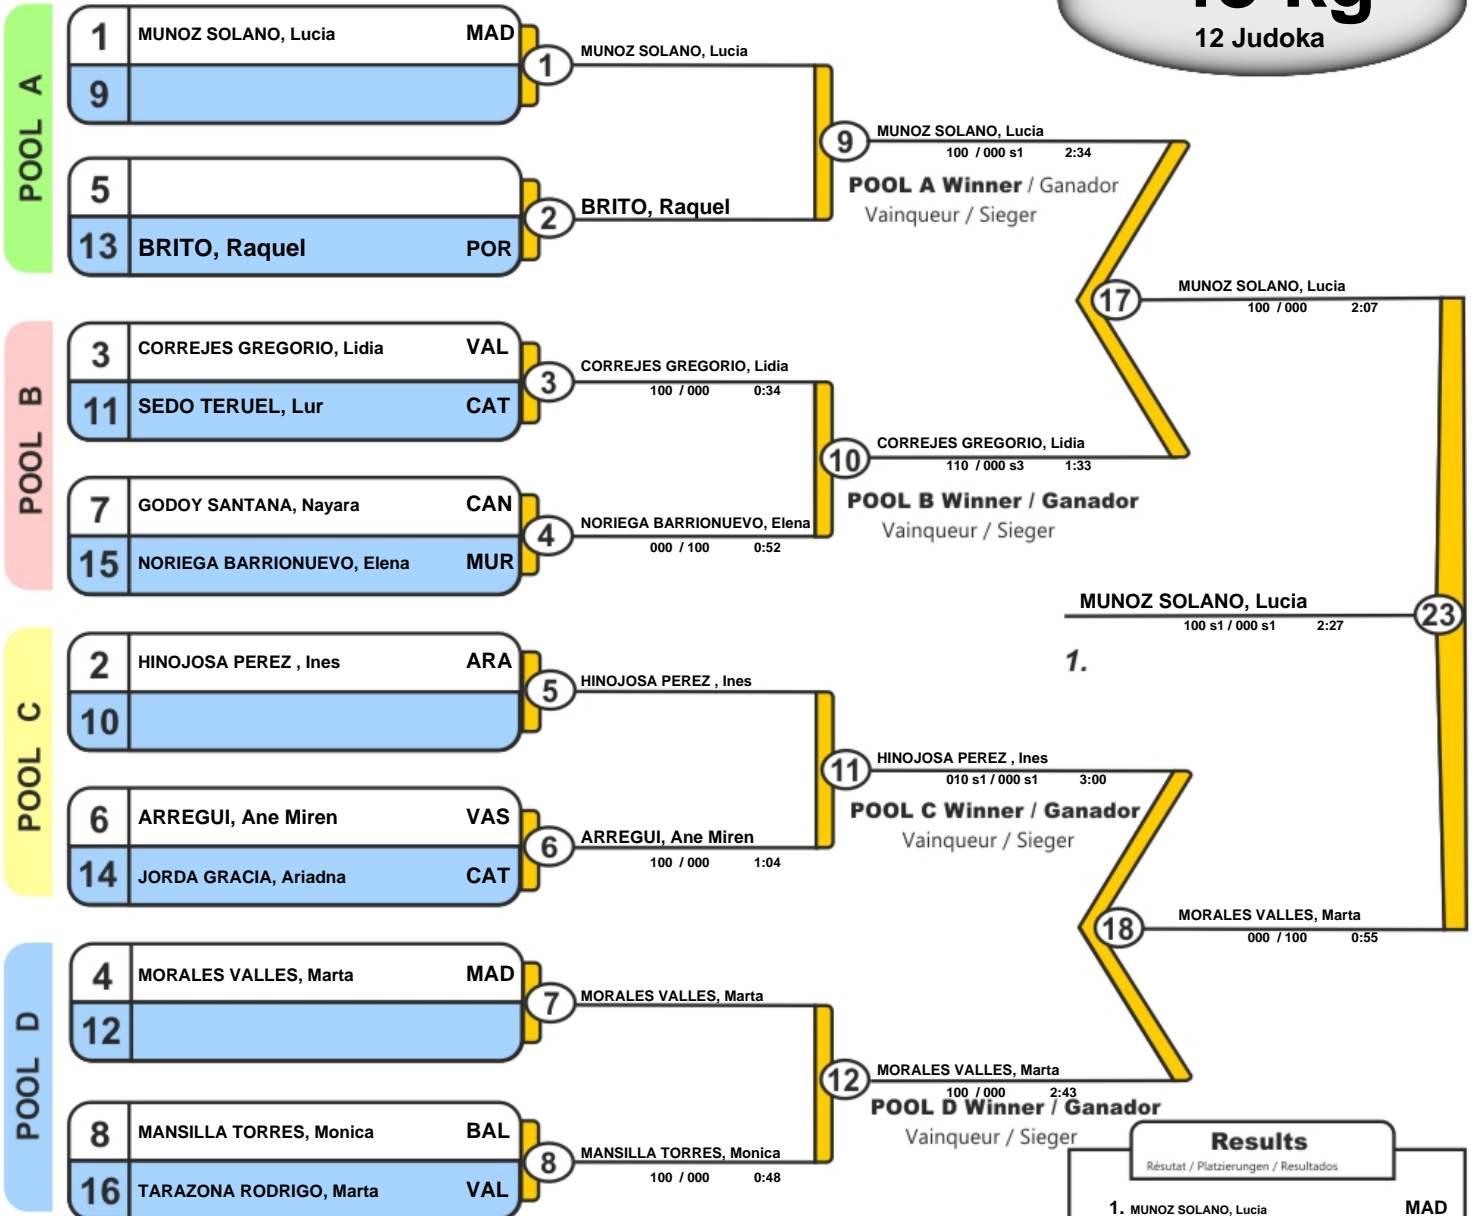 12 Judoka
POOL A
1 MUNOZ SOLANO, Lucia MAD
9
1
MUNOZ SOLANO, Lucia
5
13 BRITO, Raquel POR
2
BRITO, Raquel
9
MUNOZ SOLANO, Lucia
100 / 000 s1 2:34
POOL A Winner / Ganador
Vainqueur / Sieger
POOL B
3 CORREJES GREGORIO, Lidia VAL
11 SEDO TERUEL, Lur CAT
3
CORREJES GREGORIO, Lidia
100 / 000 0:34
7 GODOY SANTANA, Nayara CAN
15 NORIEGA BARRIONUEVO, Elena MUR
4
NORIEGA BARRIONUEVO, Elena
000 / 100 0:52
10
CORREJES GREGORIO, Lidia
110 / 000 s3 1:33
POOL B Winner / Ganador
Vainqueur / Sieger
17
MUNOZ SOLANO, Lucia
100 / 000 2:07
MUNOZ SOLANO, Lucia
100 s1 / 000 s1 2:27
23
1.
POOL C
2 HINOJOSA PEREZ , Ines ARA
10
5
HINOJOSA PEREZ , Ines
6 ARREGUI, Ane Miren VAS
14 JORDA GRACIA, Ariadna CAT
6
ARREGUI, Ane Miren
100 / 000 1:04
11
HINOJOSA PEREZ , Ines
010 s1 / 000 s1 3:00
POOL C Winner / Ganador
Vainqueur / Sieger
18
MORALES VALLES, Marta
000 / 100 0:55
POOL D
4 MORALES VALLES, Marta MAD
12
7
MORALES VALLES, Marta
8 MANSILLA TORRES, Monica BAL
16 TARAZONA RODRIGO, Marta VAL
8
MANSILLA TORRES, Monica
100 / 000 0:48
12
MORALES VALLES, Marta
100 / 000 2:43
POOL D Winner / Ganador
Vainqueur / Sieger
Results
Résutat / Platzierungen / Resultados
1. MUNOZ SOLANO, Lucia MAD